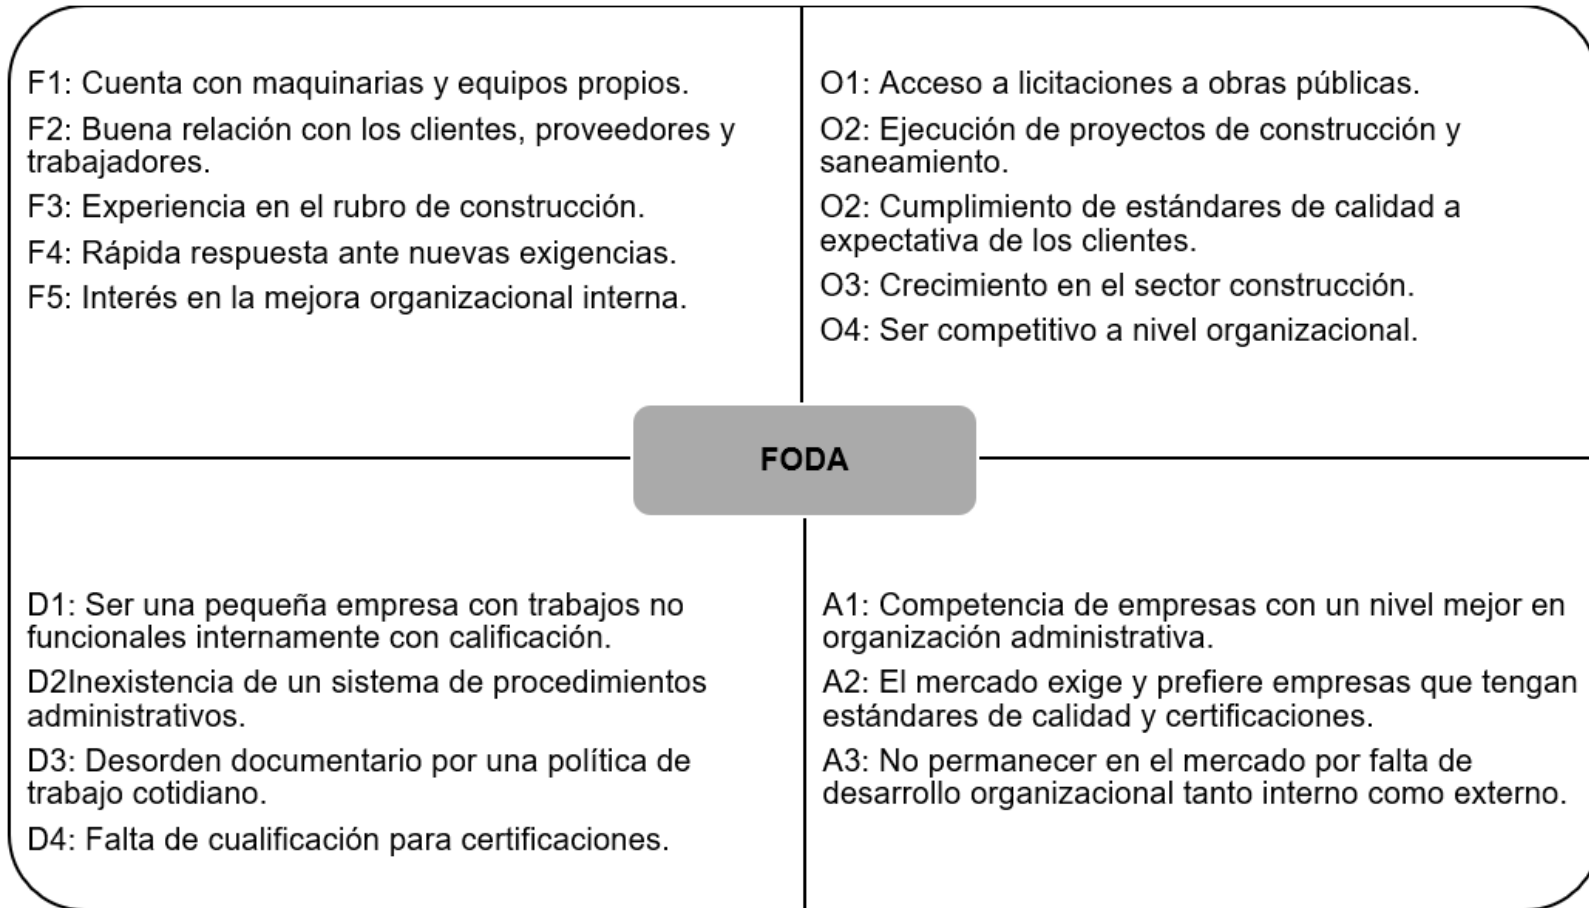 F1: Cuenta con maquinarias y equipos propios.
F2: Buena relación con los clientes, proveedores y
trabajadores.
F3: Experiencia en el rubro de construcción.
F4: Rápida respuesta ante nuevas exigencias.
F5: Interés en la mejora organizacional interna.
O1: Acceso a licitaciones a obras públicas.
O2: Ejecución de proyectos de construcción y
saneamiento.
O2: Cumplimiento de estándares de calidad a
expectativa de los clientes.
O3: Crecimiento en el sector construcción.
O4: Ser competitivo a nivel organizacional.
FODA
D1: Ser una pequeña empresa con trabajos no
funcionales internamente con calificación.
D2Inexistencia de un sistema de procedimientos
administrativos.
D3: Desorden documentario por una política de
trabajo cotidiano.
D4: Falta de cualificación para certificaciones.
A1: Competencia de empresas con un nivel mejor en
organización administrativa.
A2: El mercado exige y prefiere empresas que tengan
estándares de calidad y certificaciones.
A3: No permanecer en el mercado por falta de
desarrollo organizacional tanto interno como externo.